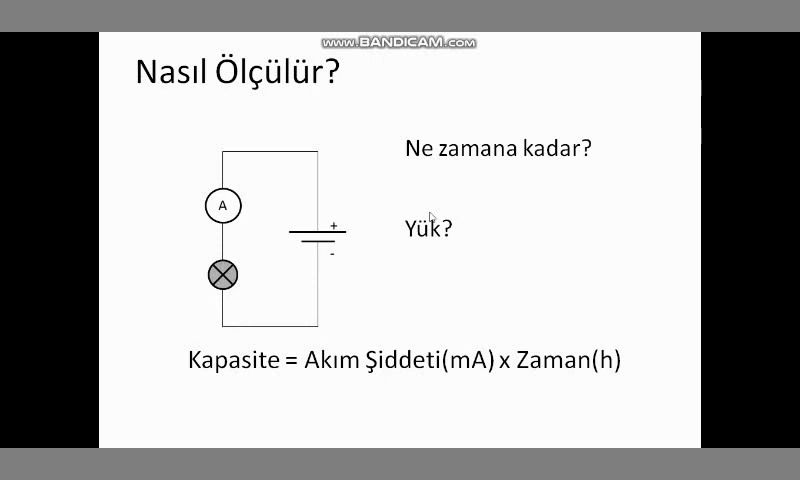 www.BANDICAM.com
Nasıl Ölçülür?
Ne zamana kadar?
A
+
Yük?
-
Kapasite = Akım Şiddeti(mA) x Zaman(h)